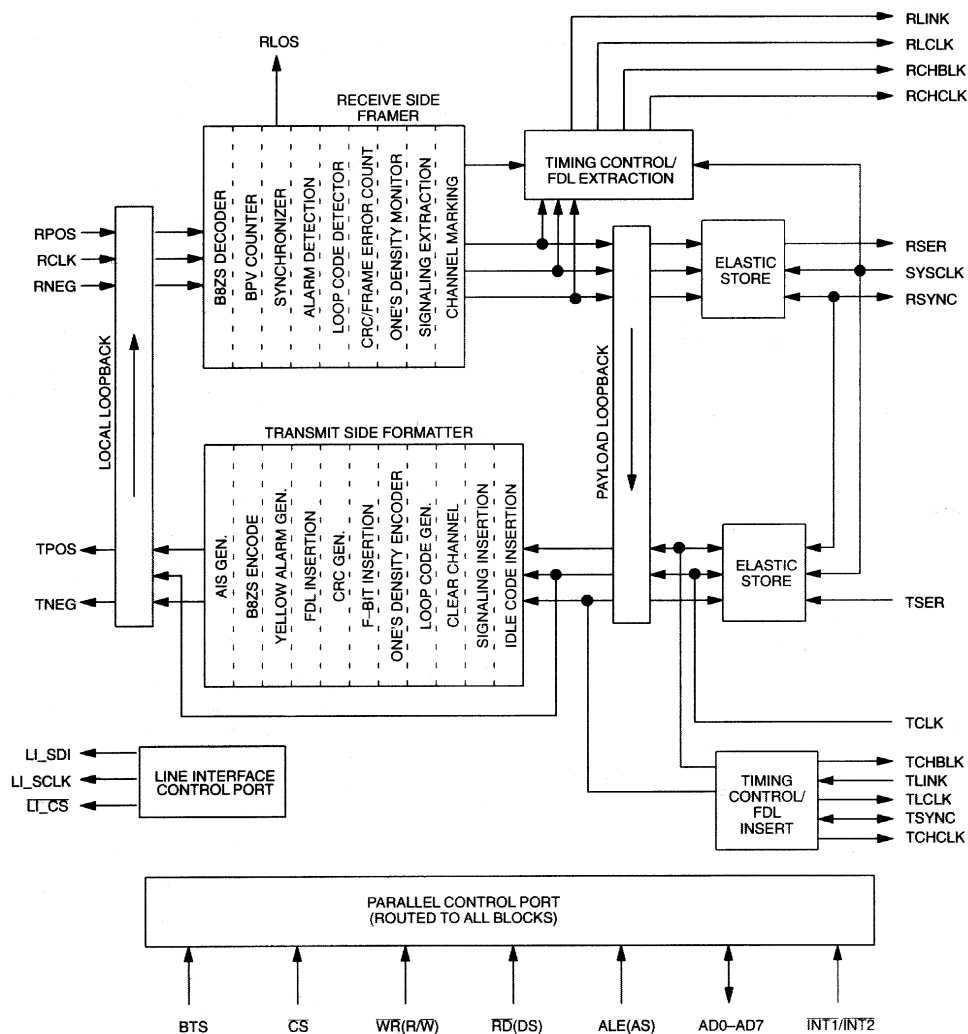 RLINK
RLCLK
RCHBLK
RCHCLK
RLOS
RECEIVE SIDE
FRAMER
B8ZS DECODER
BPV COUNTER
SYNCHRONIZER
ALARM DETECTION
LOOP CODE DETECTOR
CRC/FRAME ERROR COUNT
ONE'S DENSITY MONITOR
SIGNALING EXTRACTION
CHANNEL MARKING
TIMING CONTROL/
FDL EXTRACTION
RPOS
RCLK
RNEG
LOCAL LOOPBACK
PAYLOAD LOOPBACK
ELASTIC
STORE
RSER
SYSCLK
RSYNC
TRANSMIT SIDE FORMATTER
AIS GEN.
B8ZS ENCODE
YELLOW ALARM GEN.
FDL INSERTION
CRC GEN.
F–BIT INSERTION
ONE'S DENSITY ENCODER
LOOP CODE GEN.
CLEAR CHANNEL
SIGNALING INSERTION
IDLE CODE INSERTION
TPOS
TNEG
ELASTIC
STORE
TSER
TCLK
LI_SDI
LI_SCLK
LI_CS
LINE INTERFACE
CONTROL PORT
TIMING
CONTROL/
FDL
INSERT
TCHBLK
TLINK
TLCLK
TSYNC
TCHCLK
PARALLEL CONTROL PORT
(ROUTED TO ALL BLOCKS)
BTS
CS
WR(R/W)
RD(DS)
ALE(AS)
AD0–AD7
INT1/INT2